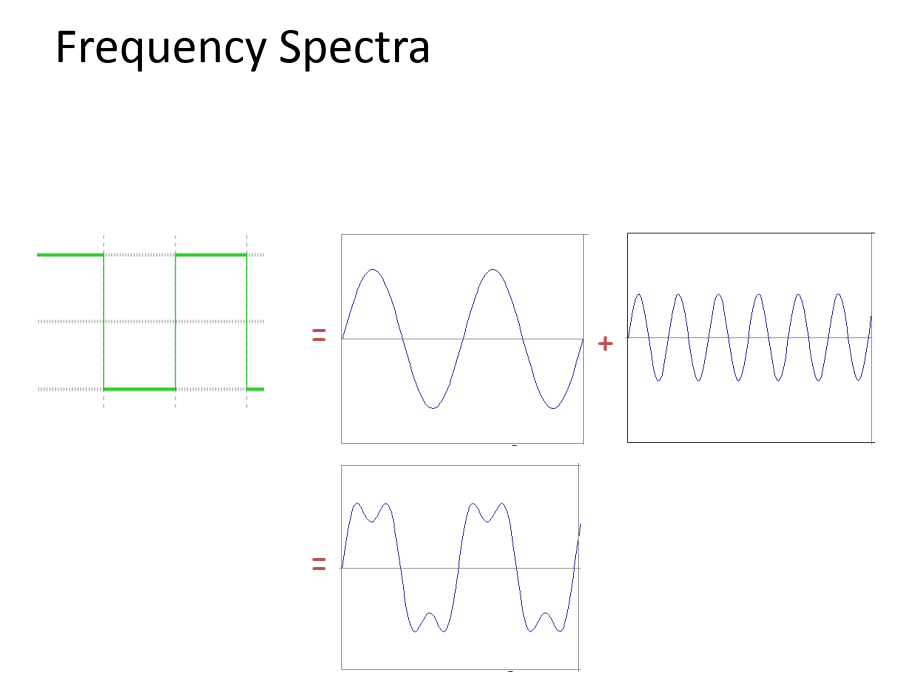 Frequency Spectra
=
+
=